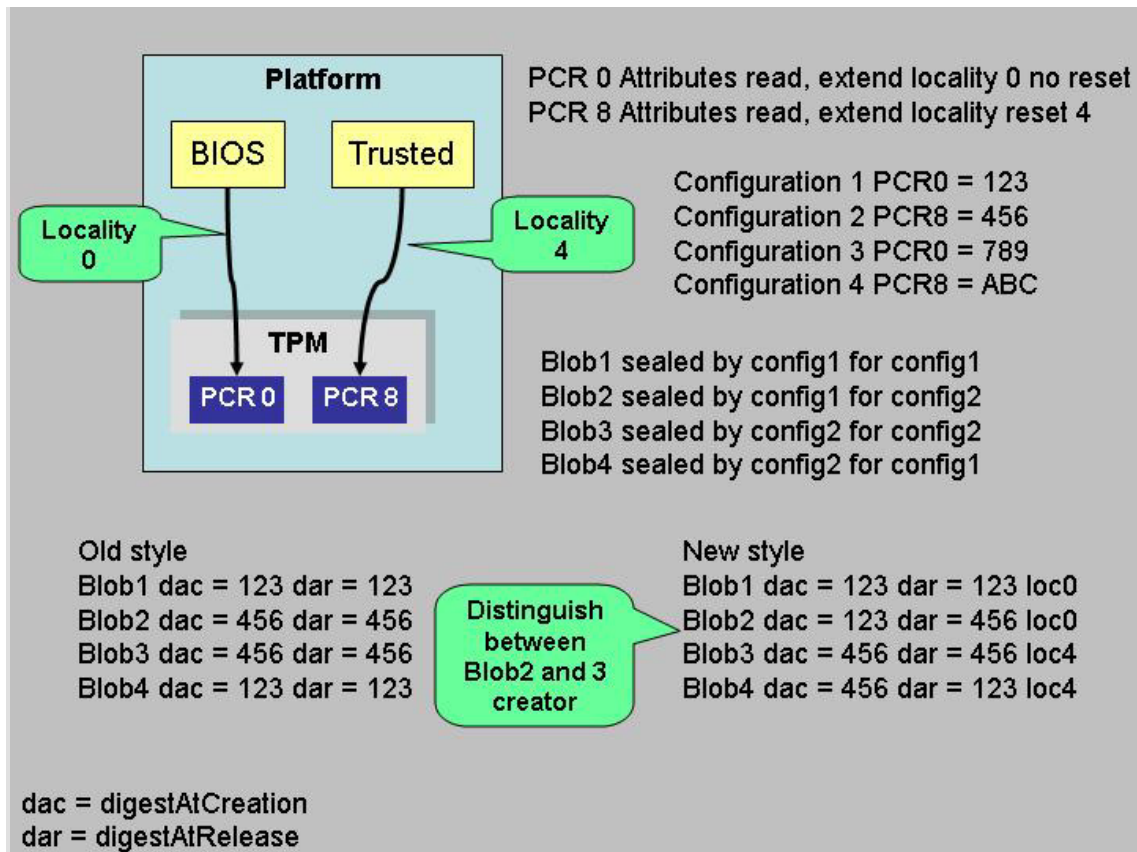 Platform
BIOS
Trusted
Locality
0
Locality
4
TPM
PCR 0
PCR 8
PCR 0 Attributes read, extend locality 0 no reset
PCR 8 Attributes read, extend locality reset 4
Configuration 1 PCR0 = 123
Configuration 2 PCR8 = 456
Configuration 3 PCR0 = 789
Configuration 4 PCR8 = ABC
Blob1 sealed by config1 for config1
Blob2 sealed by config1 for config2
Blob3 sealed by config2 for config2
Blob4 sealed by config2 for config1
Old style
Blob1 dac = 123 dar = 123
Blob2 dac = 456 dar = 456
Blob3 dac = 456 dar = 456
Blob4 dac = 123 dar = 123
Distinguish
between
Blob2 and 3
creator
New style
Blob1 dac = 123 dar = 123 loc0
Blob2 dac = 123 dar = 456 loc0
Blob3 dac = 456 dar = 456 loc4
Blob4 dac = 456 dar = 123 loc4
dac = digestAtCreation
dar = digestAtRelease